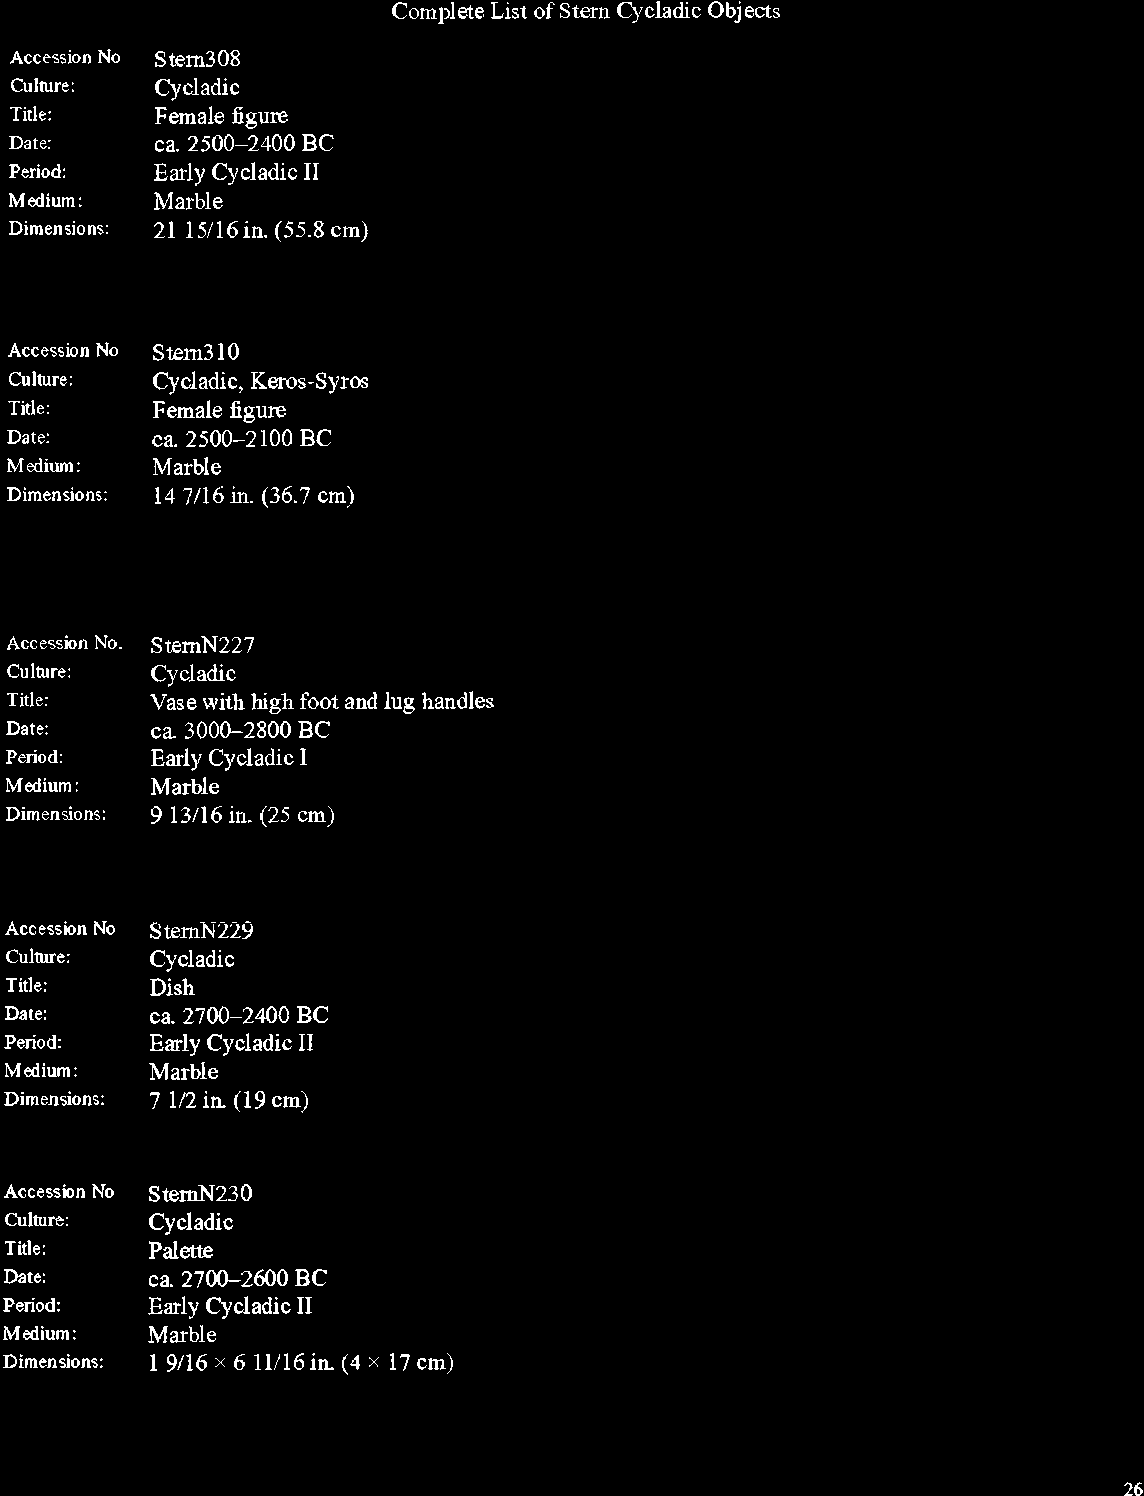 Complete List of Stern Cycladic Objects
Accession No Stern308
Culture: Cycladic
Title: Female figure
Date: ca. 2500–2400 BC
Period: Early Cycladic II
Medium: Marble
Dimensions: 21 15/16 in. (55.8 cm)
Accession No Stern310
Culture: Cycladic, Keros-Syros
Title: Female figure
Date: ca. 2500–2100 BC
Medium: Marble
Dimensions: 14 7/16 in. (36.7 cm)
Accession No. SternN227
Culture: Cycladic
Title: Vase with high foot and lug handles
Date: ca. 3000–2800 BC
Period: Early Cycladic I
Medium: Marble
Dimensions: 9 13/16 in. (25 cm)
Accession No SternN229
Culture: Cycladic
Title: Dish
Date: ca. 2700–2400 BC
Period: Early Cycladic II
Medium: Marble
Dimensions: 7 1/2 in. (19 cm)
Accession No SternN230
Culture: Cycladic
Title: Palette
Date: ca. 2700–2600 BC
Period: Early Cycladic II
Medium: Marble
Dimensions: 1 9/16 × 6 11/16 in. (4 × 17 cm)
26